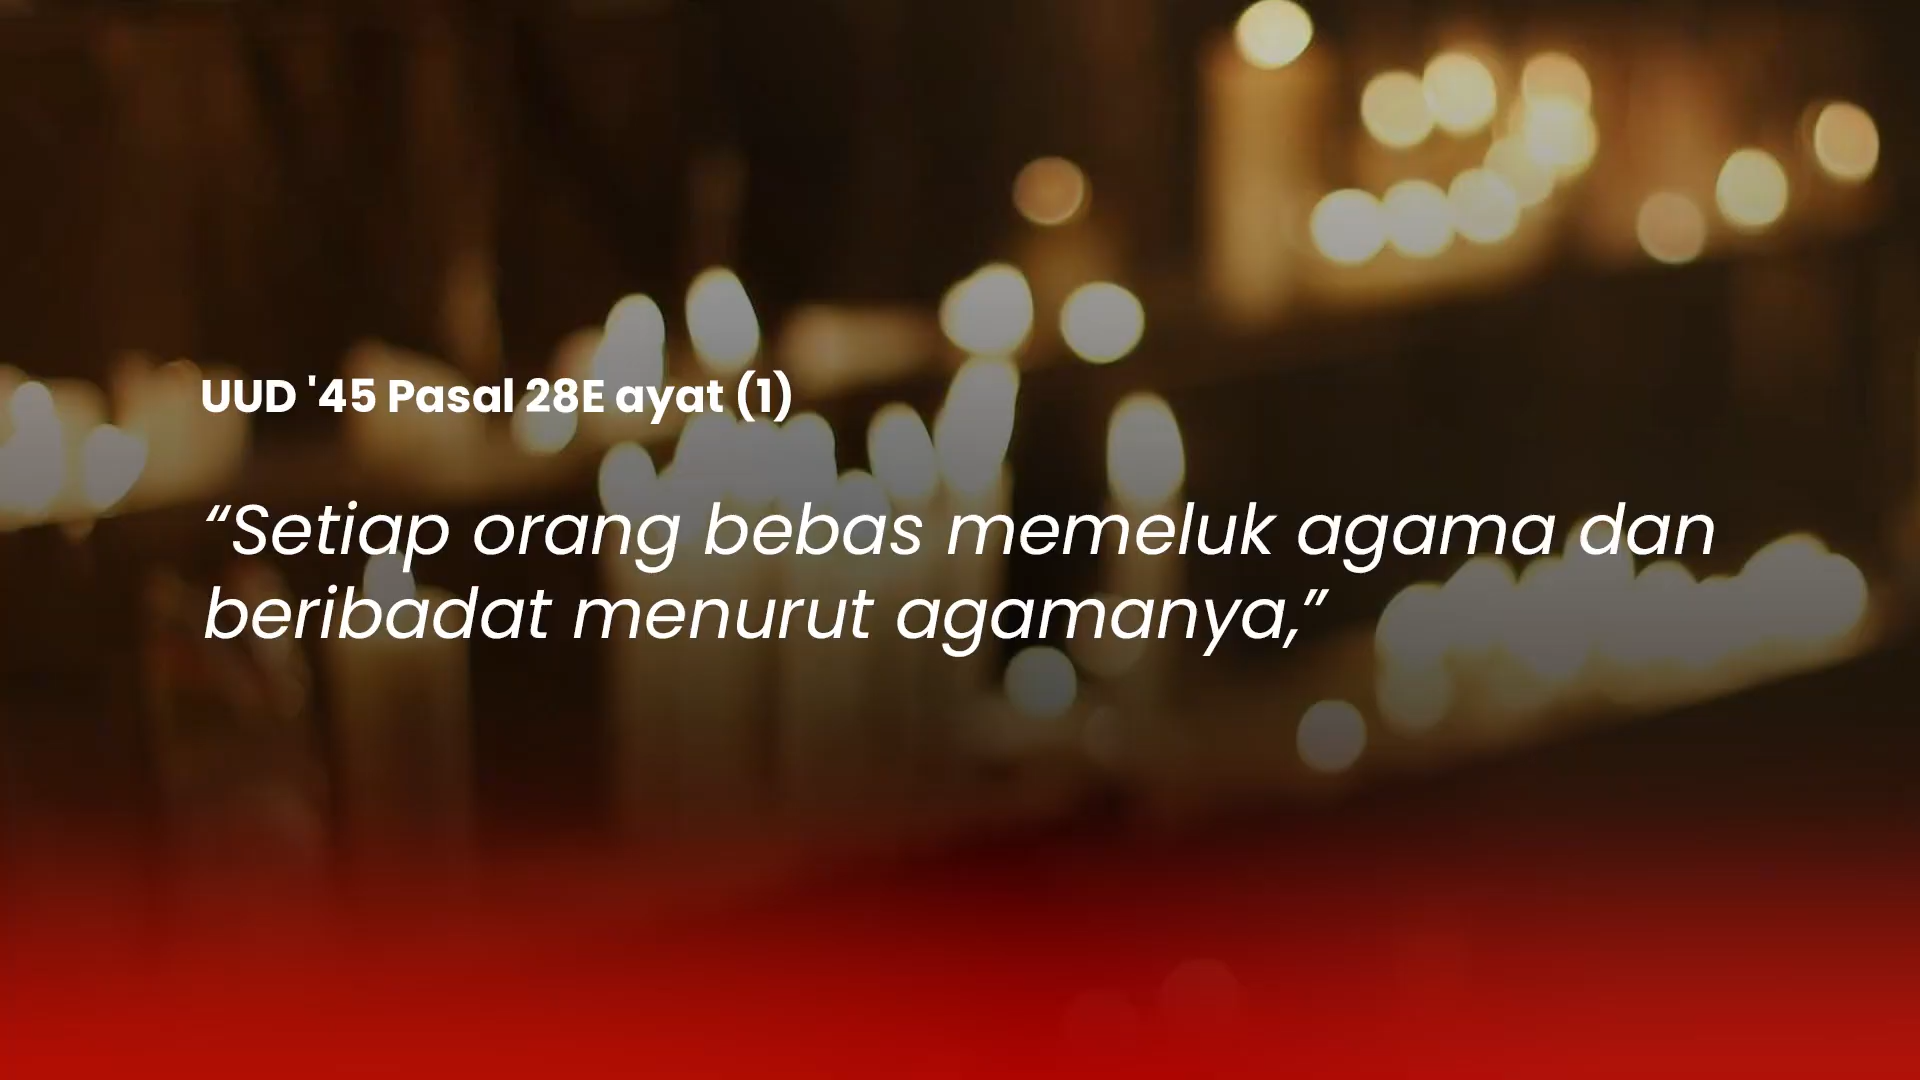 UUD '45 Pasal 28E ayat (1)
“Setiap orang bebas memeluk agama dan
beribadat menurut agamanya,”